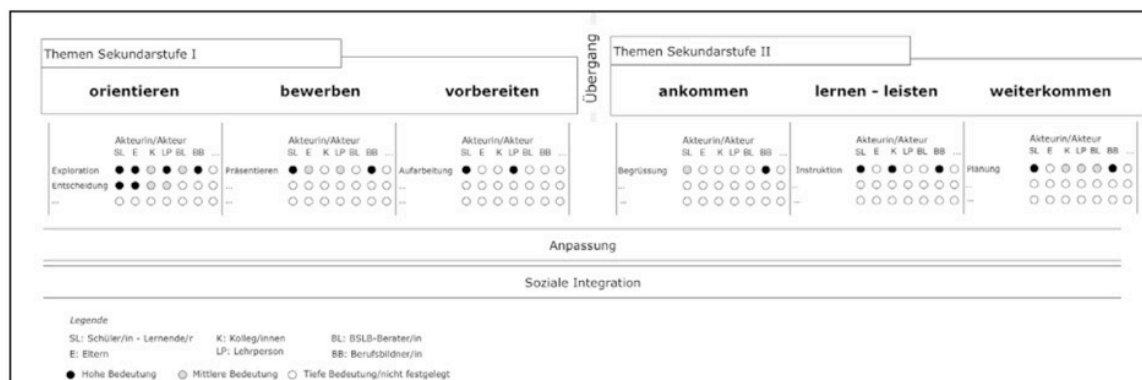 Themen Sekundarstufe I
Übergang
Themen Sekundarstufe II
orientieren bewerben vorbereiten ankommen lernen - leisten weiterkommen
Akteurin/Akteur Akteurin/Akteur Akteurin/Akteur Akteurin/Akteur Akteurin/Akteur Akteurin/Akteur
SL E K LP BL BB ... SL E K LP BL BB ... SL E K LP BL BB ... SL E K LP BL BB ... SL E K LP BL BB ... SL E K LP BL BB ...
Exploration Präsentieren Aufarbeitung Begrüssung Instruktion Planung
Entscheidung ... ... ... ... ...
... ... ... ... ... ...
Anpassung
Soziale Integration
Legende
SL: Schüler/in - Lernende/r K: Kolleg/innen BL: BSLB-Berater/in
E: Eltern LP: Lehrperson BB: Berufsbildner/in
Hohe Bedeutung Mittlere Bedeutung Tiefe Bedeutung/nicht festgelegt